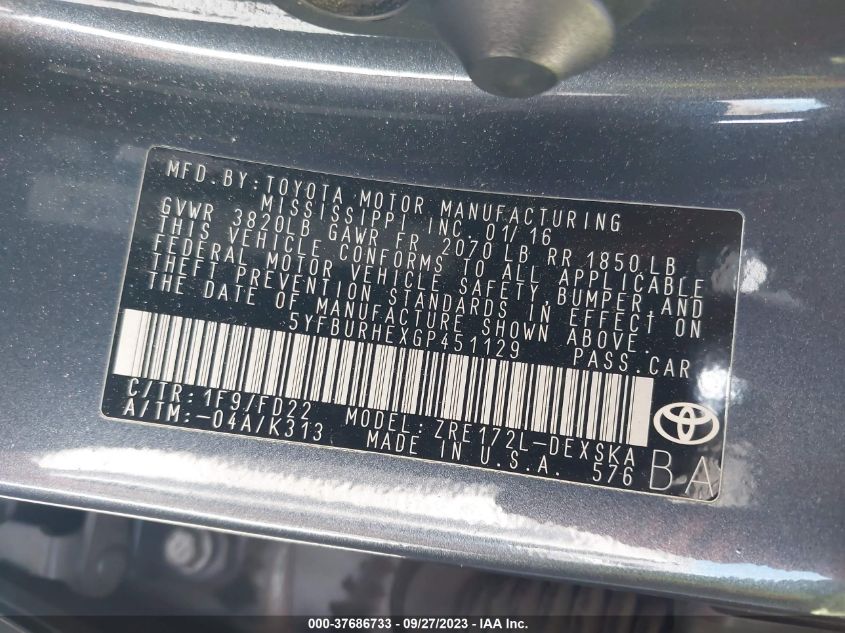 MFD.BY:TOYOTA MOTOR MANUFACTURING
MISSISSIPPI INC 01/16
GVWR 3820LB GAWR FR 2070 LB RR 1850LB
THIS VEHICLE CONFORMS TO ALL APPLICABLE
FEDERAL MOTOR VEHICLE SAFETY,BUMPER AND
THEFT PREVENTION STANDARDS IN EFFECT ON
THE DATE OF MANUFACTURE SHOWN ABOVE.
5YFBURHEXGP451129 PASS.CAR
C/TR:1F9/FD22 MODEL:ZRE172L-DEXSKA
A/TM:-04A/K313 MADE IN U.S.A. 576
BA
000-37686733 - 09/27/2023 - IAA Inc.